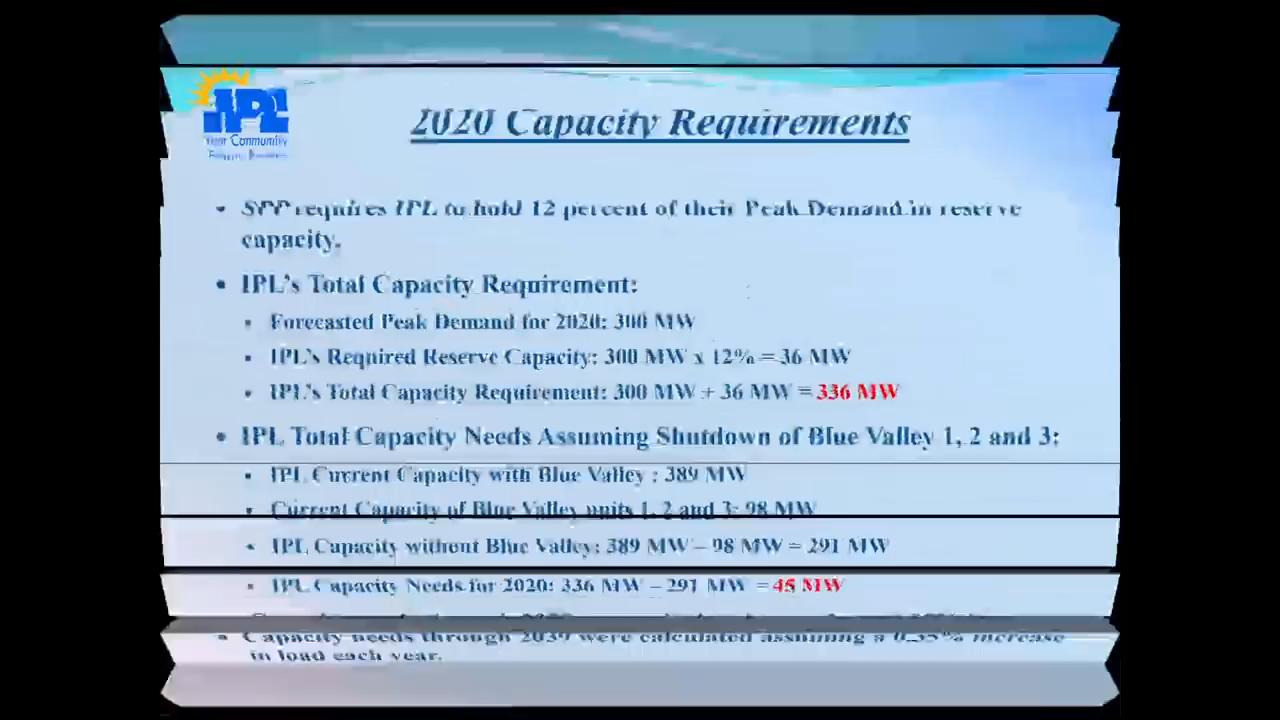 IPL
Your Community
2020 Capacity Requirements
• SPP requires IPL to hold 12 percent of their Peak Demand in reserve
capacity.
• IPL's Total Capacity Requirement:
• Forecasted Peak Demand for 2020: 300 MW
• IPL's Required Reserve Capacity: 300 MW x 12% = 36 MW
• IPL's Total Capacity Requirement: 300 MW + 36 MW = 336 MW
• IPL Total Capacity Needs Assuming Shutdown of Blue Valley 1, 2 and 3:
• IPL Current Capacity with Blue Valley : 389 MW
• Current Capacity of Blue Valley units 1, 2 and 3: 98 MW
• IPL Capacity without Blue Valley: 389 MW – 98 MW = 291 MW
• IPL Capacity Needs for 2020: 336 MW – 291 MW = 45 MW
• Capacity needs through 2039 were calculated assuming a increase
in load each year.